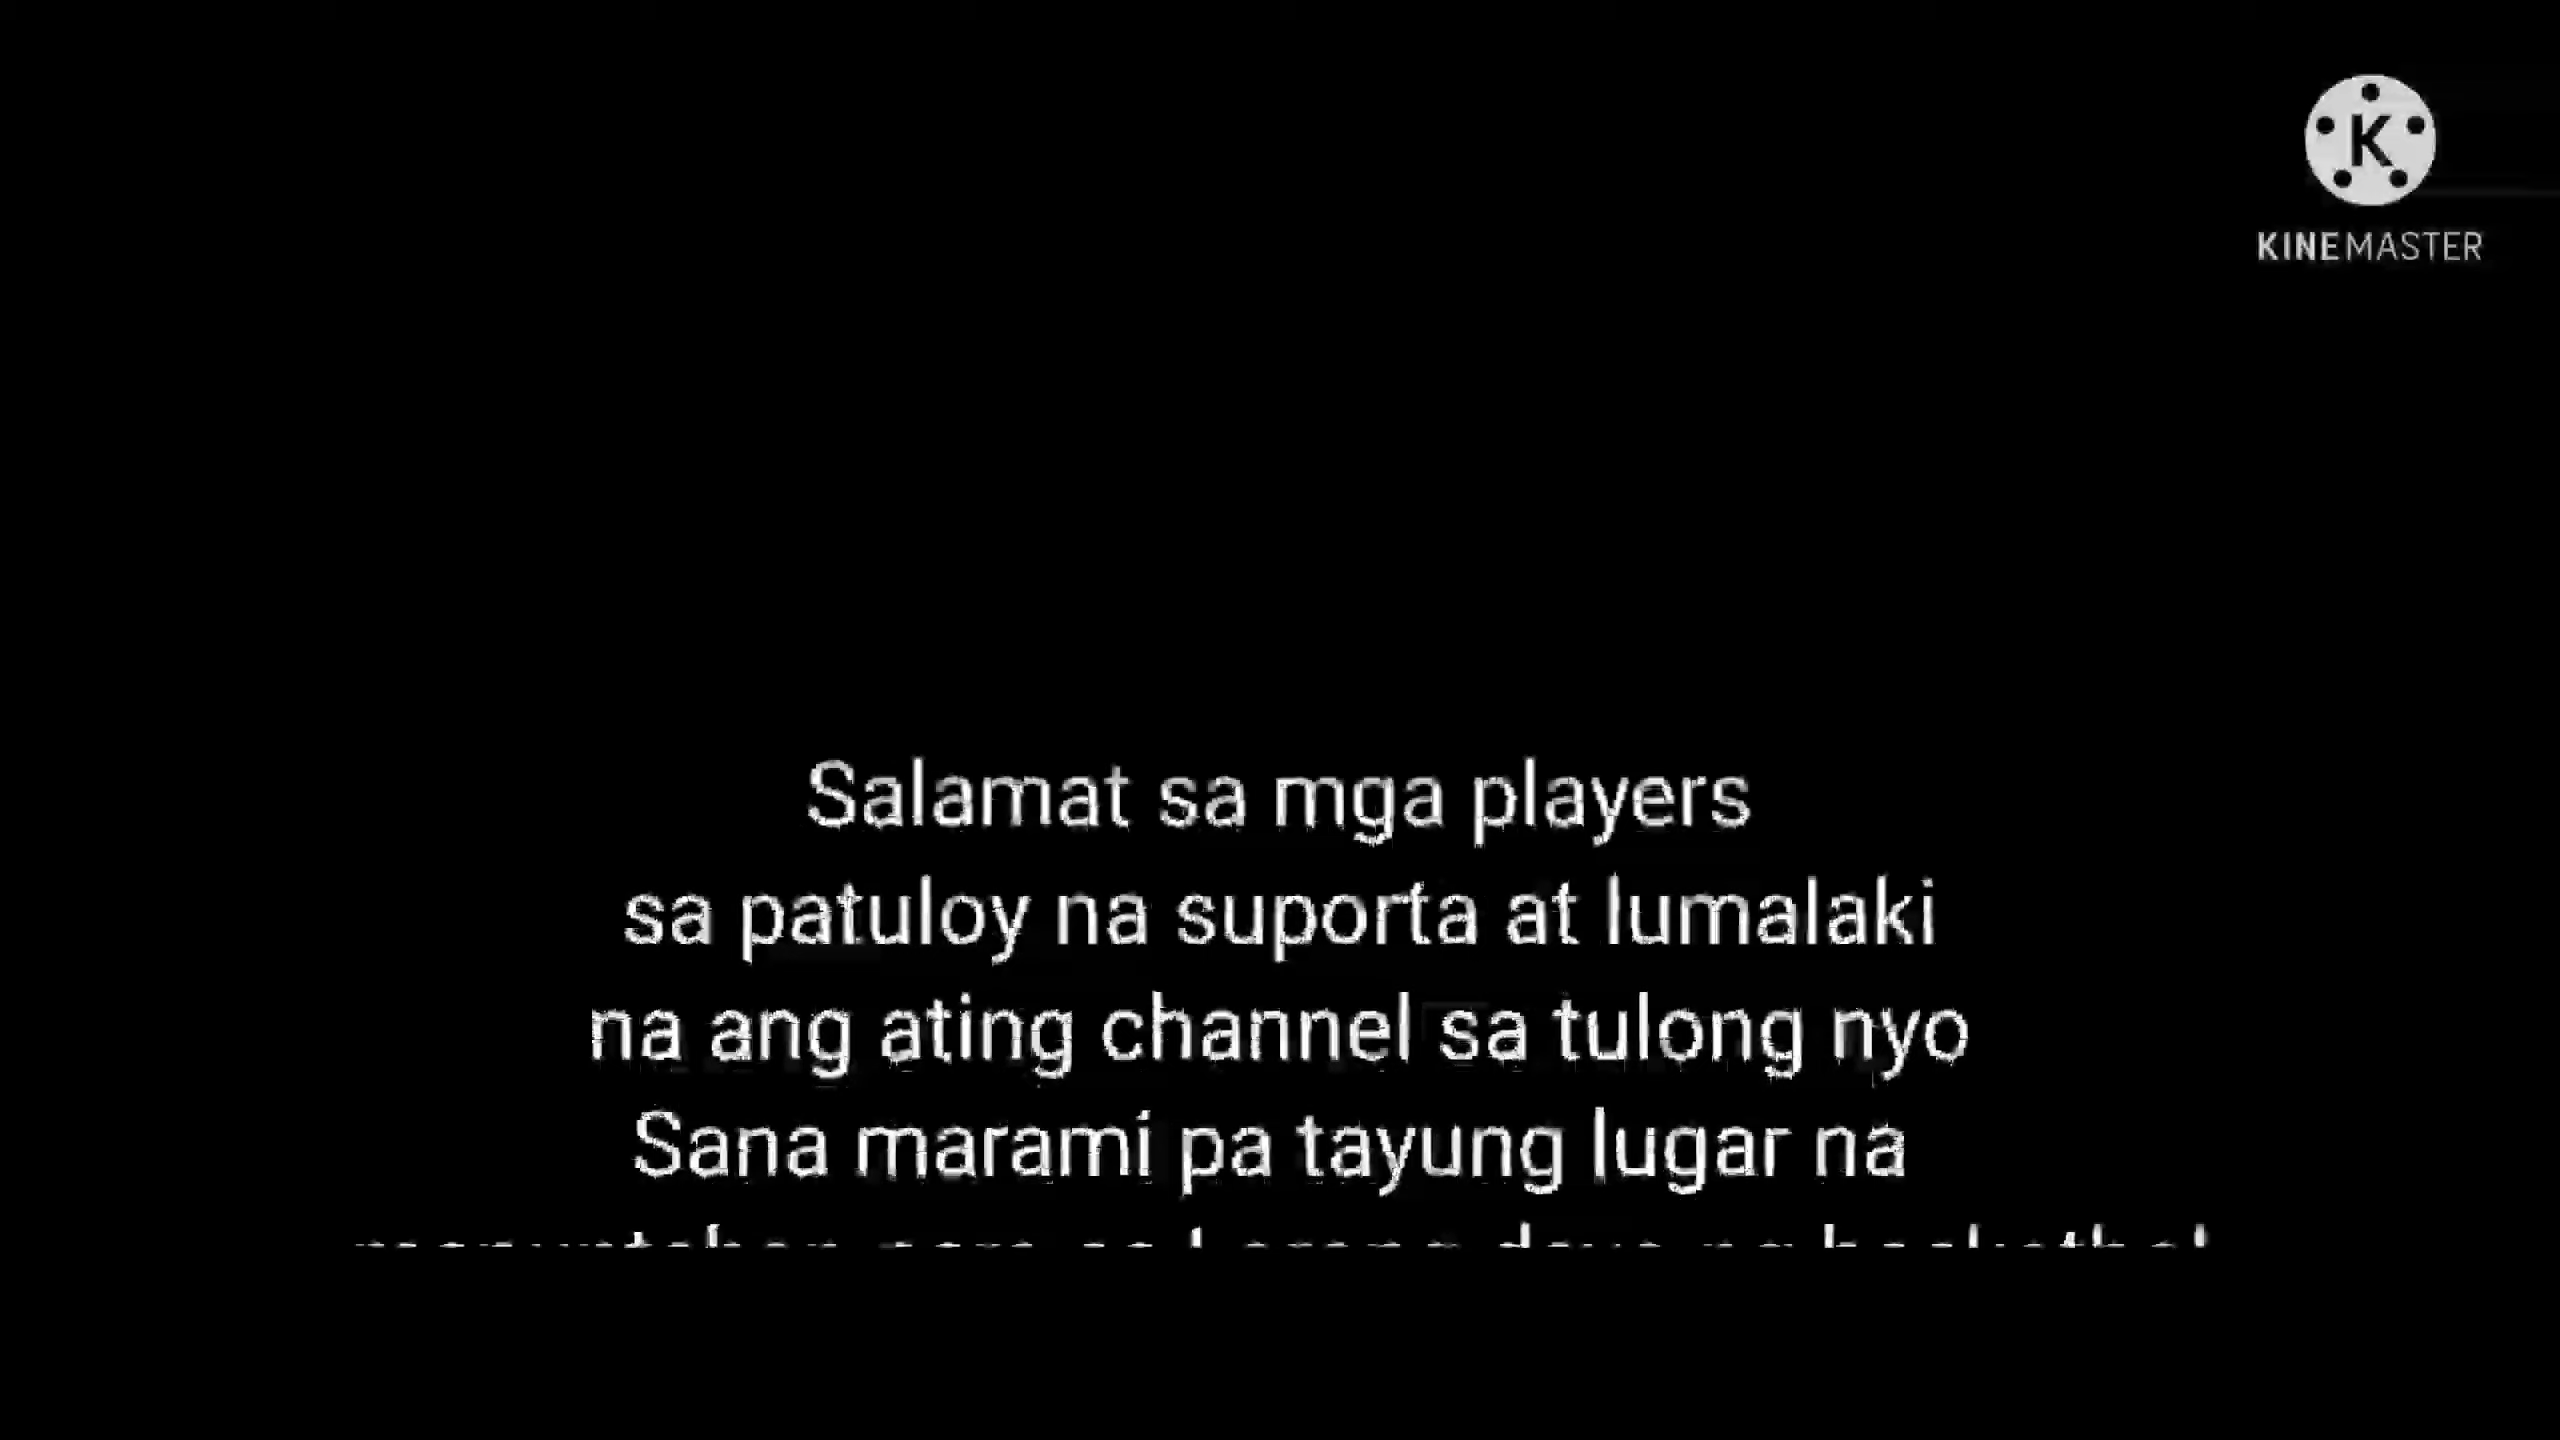 KINEMASTER
Salamat sa mga players
sa patuloy na suporta at lumalaki
na ang ating channel sa tulong nyo
Sana marami pa tayung lugar na